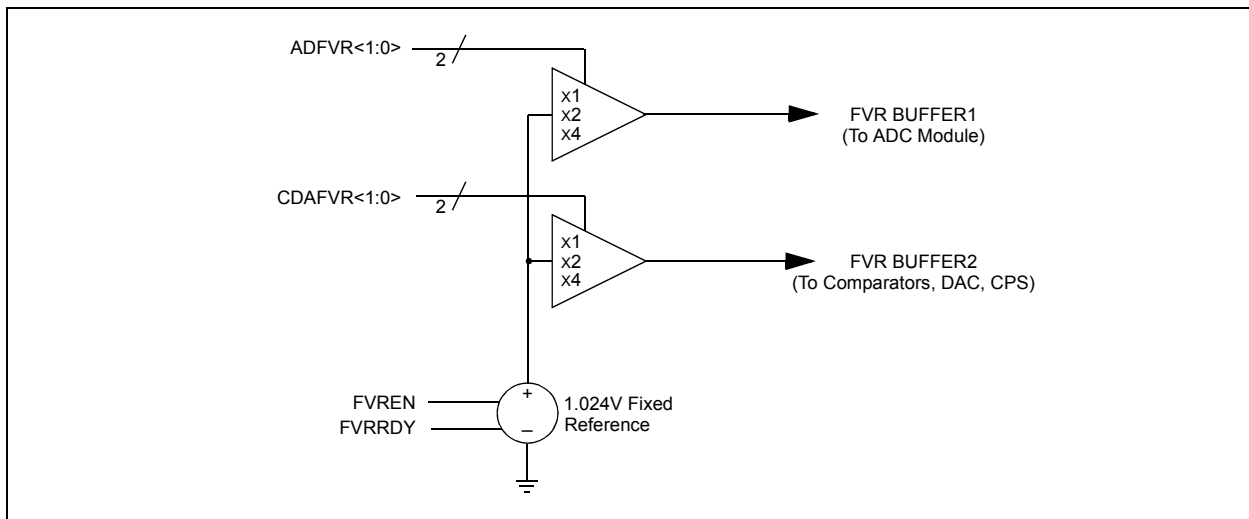 ADFVR<1:0>
2
X1
X2
X4
FVR BUFFER1
(To ADC Module)
CDAFVR<1:0>
2
X1
X2
X4
FVR BUFFER2
(To Comparators, DAC, CPS)
+
FVREN
1.024V Fixed
Reference
FVRRDY
_